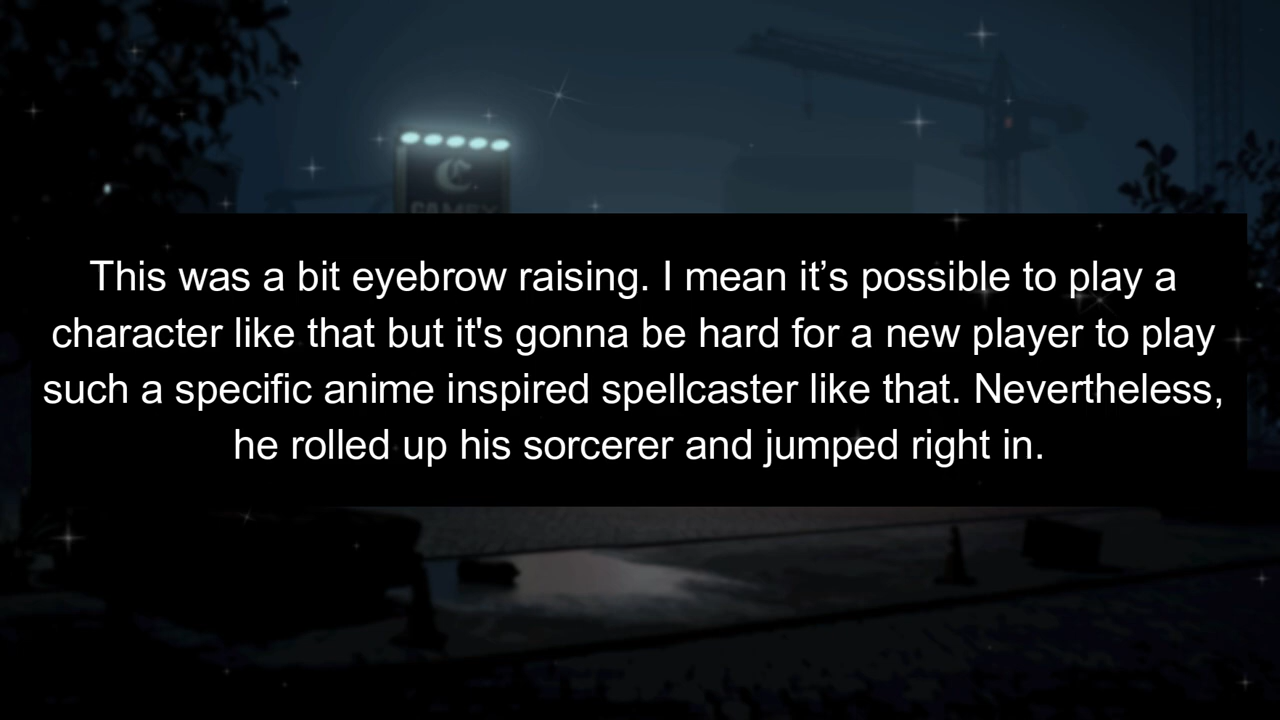 C
This was a bit eyebrow raising. I mean it’s possible to play a
character like that but it's gonna be hard for a new player to play
such a specific anime inspired spellcaster like that. Nevertheless,
he rolled up his sorcerer and jumped right in.